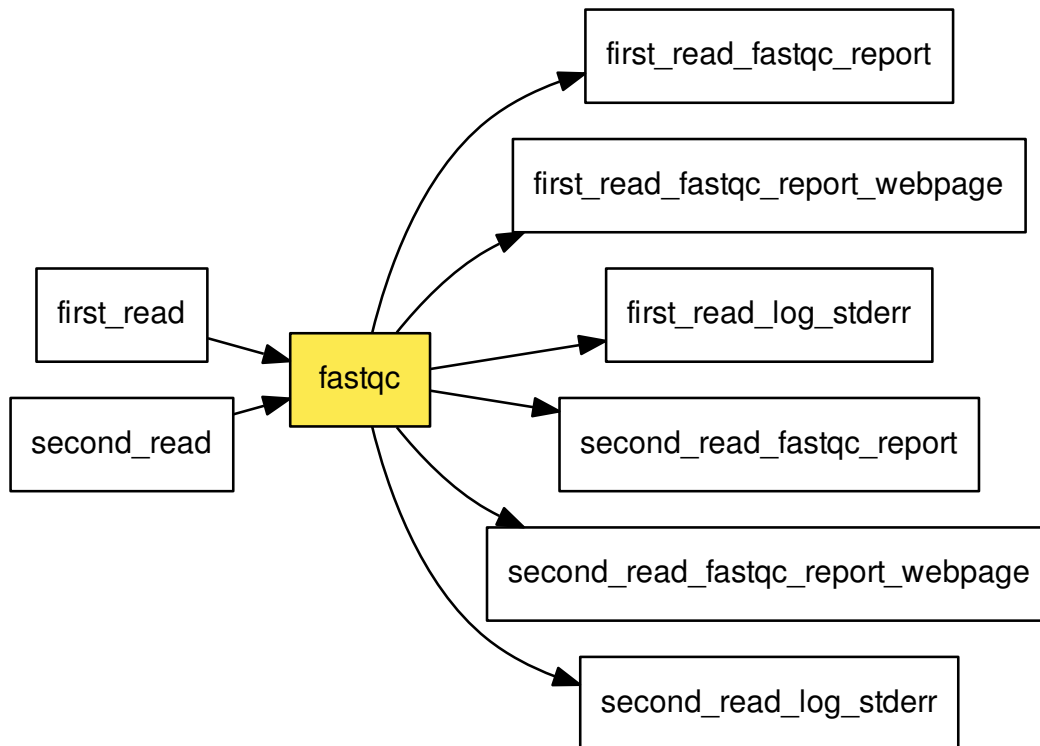 first_read_fastqc_report
first_read_fastqc_report_webpage
first_read
first_read_log_stderr
fastqc
second_read
second_read_fastqc_report
second_read_fastqc_report_webpage
second_read_log_stderr